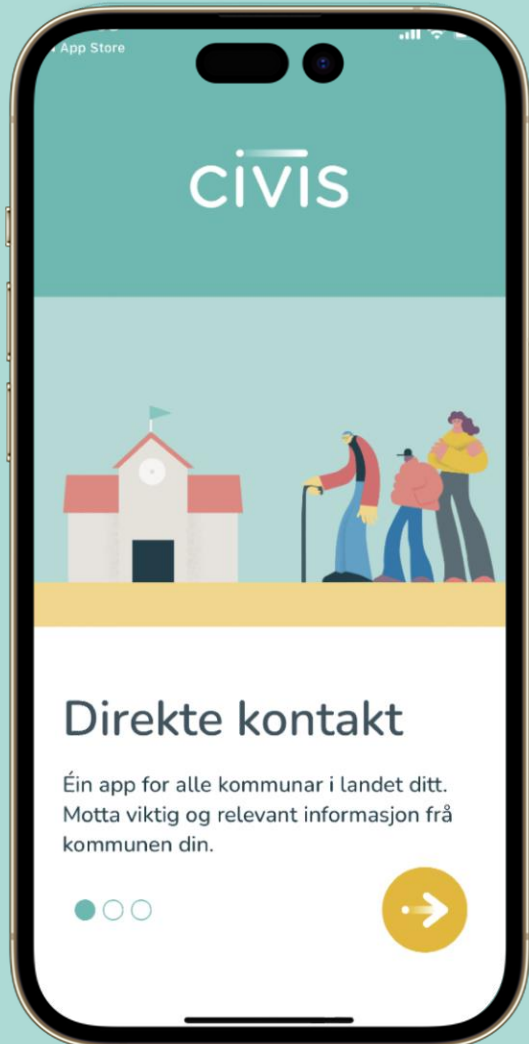 App Store
civis
Direkte kontakt
Éin app for alle kommunar i landet ditt.
Motta viktig og relevant informasjon frå
kommunen din.